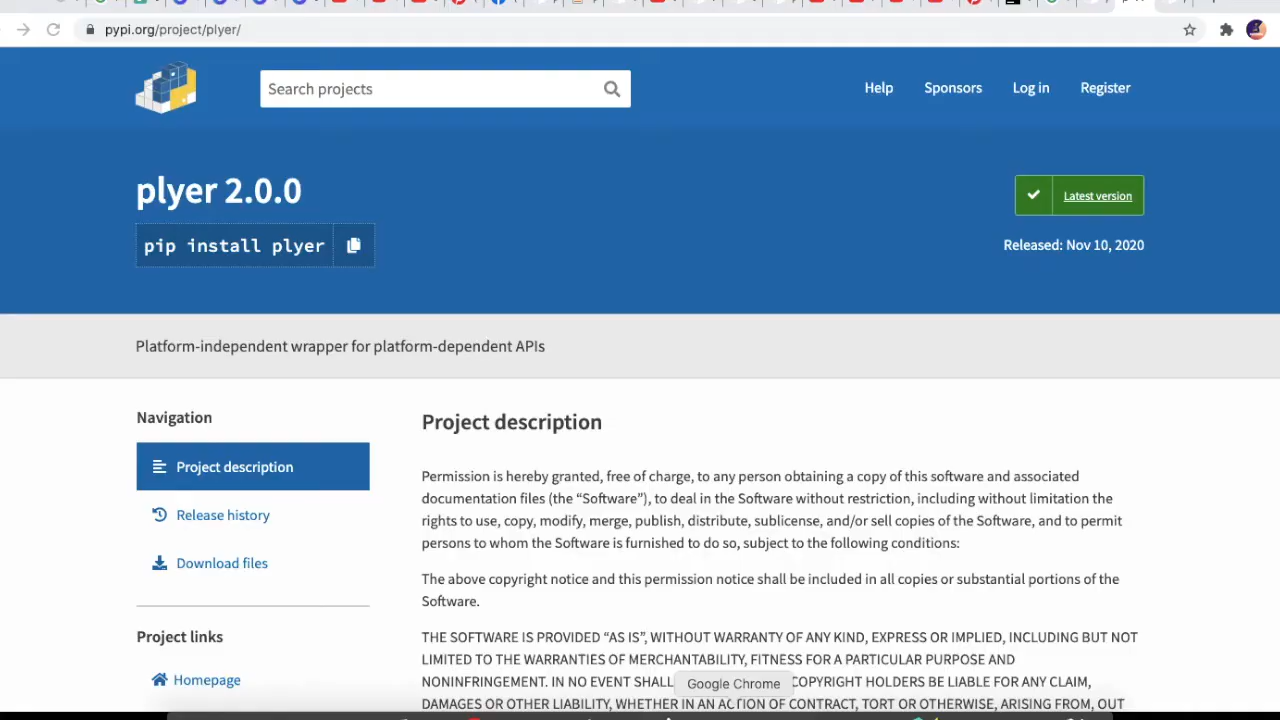 pypi.org/project/plyer/
Search projects
Help
Sponsors
Log in
Register
plyer 2.0.0
Latest version
pip install plyer
Released: Nov 10, 2020
Platform-independent wrapper for platform-dependent APIs
Navigation
Project description
Release history
Download files
Project links
Homepage
Project description
Permission is hereby granted, free of charge, to any person obtaining a copy of this software and associated
documentation files (the “Software”), to deal in the Software without restriction, including without limitation the
rights to use, copy, modify, merge, publish, distribute, sublicense, and/or sell copies of the Software, and to permit
persons to whom the Software is furnished to do so, subject to the following conditions:
The above copyright notice and this permission notice shall be included in all copies or substantial portions of the
Software.
THE SOFTWARE IS PROVIDED “AS IS”, WITHOUT WARRANTY OF ANY KIND, EXPRESS OR IMPLIED, INCLUDING BUT NOT
LIMITED TO THE WARRANTIES OF MERCHANTABILITY, FITNESS FOR A PARTICULAR PURPOSE AND
NONINFRINGEMENT. IN NO EVENT SHALL COPYRIGHT HOLDERS BE LIABLE FOR ANY CLAIM,
Google Chrome
DAMAGES OR OTHER LIABILITY, WHETHER IN AN ACTION OF CONTRACT, TORT OR OTHERWISE, ARISING FROM, OUT